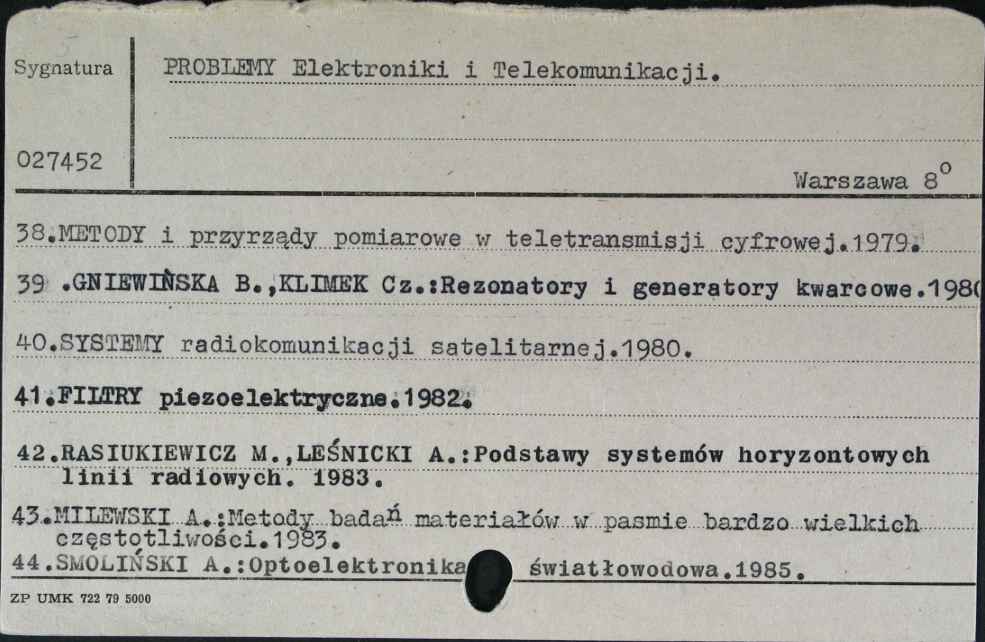 Sygnatura
PROBLEMY Elektroniki i Telekomunikacji.
027452
Warszawa 8o
38.METODY i przyrządy pomiarowe w teletransmisji cyfrowej.1979.
39 .GNIEWIŃSKA B.,KLIMEK Cz.:Rezonatory i generatory kwarcowe.1980
40.SYSTEMY radiokomunikacji satelitarnej.1980.
41.FILTRY piezoelektryczne.1982.
42.RASIUKIEWICZ M.,LEŚNICKI A.:Podstawy systemów horyzontowych
linii radiowych. 1983.
43.MILEWSKI A.:Metody badań materiałów w pasmie bardzo wielkich
częstotliwości.1983.
44.SMOLIŃSKI A.:Optoelektronika światłowodowa.1985.
ZP UMK 722 79 5000